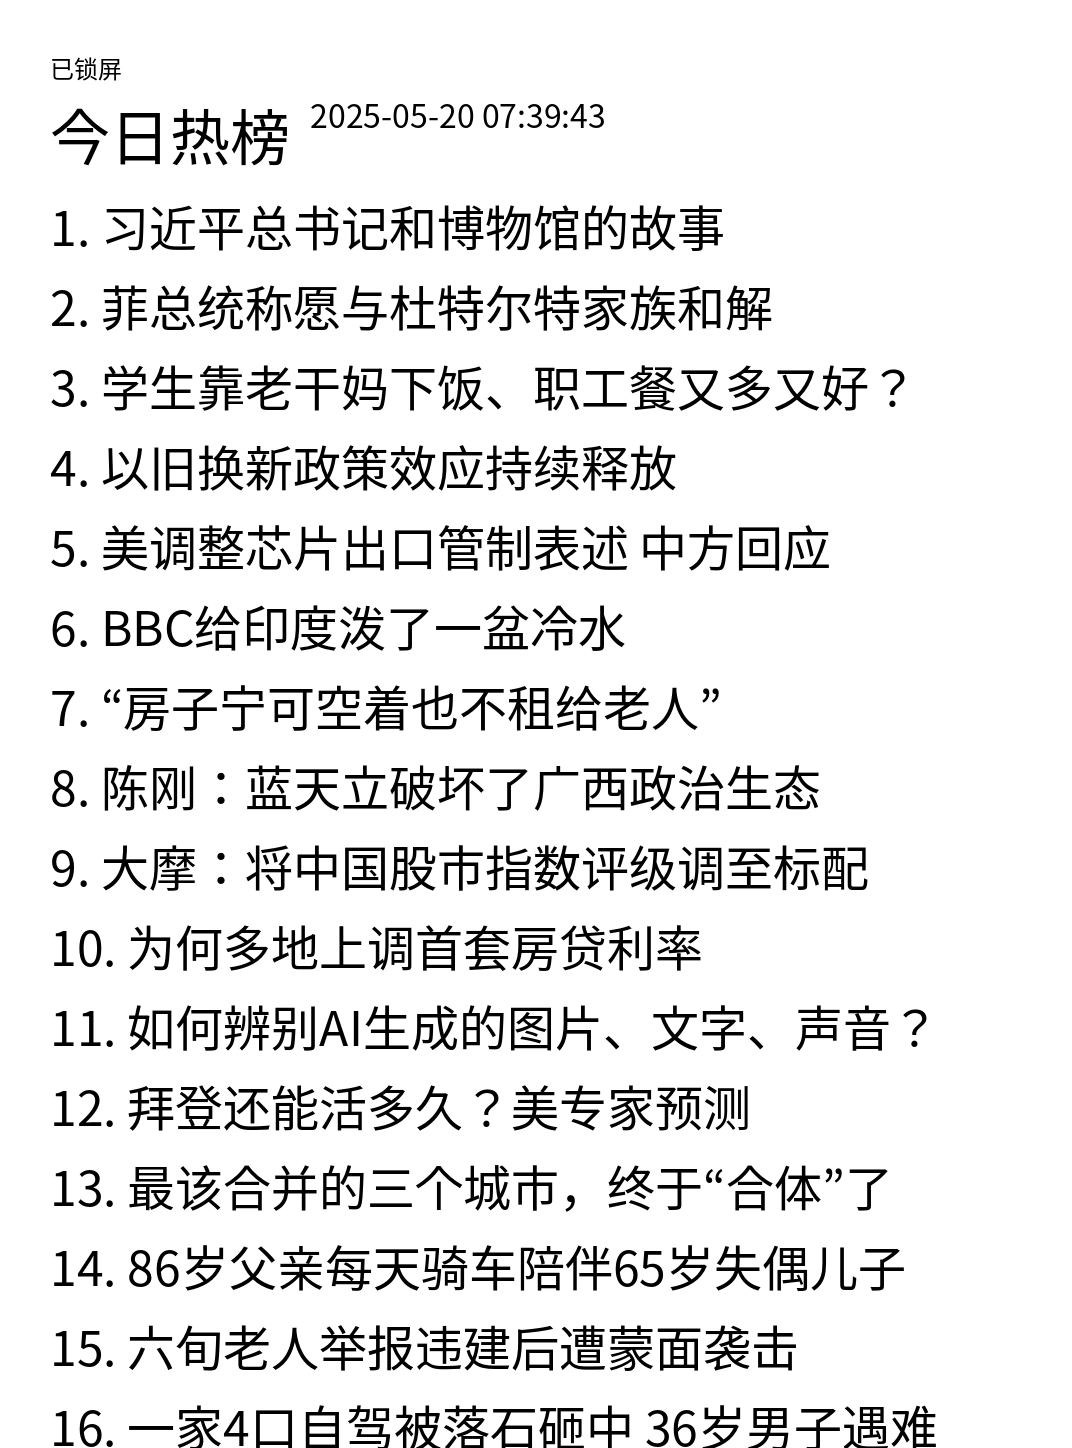 已锁屏
今日热榜 2025-05-20 07:39:43
1. 习近平总书记和博物馆的故事
2. 菲总统称愿与杜特尔特家族和解
3. 学生靠老干妈下饭、职工餐又多又好？
4. 以旧换新政策效应持续释放
5. 美调整芯片出口管制表述 中方回应
6. BBC给印度泼了一盆冷水
7. “房子宁可空着也不租给老人”
8. 陈刚：蓝天立破坏了广西政治生态
9. 大摩：将中国股市指数评级调至标配
10. 为何多地上调首套房贷利率
11. 如何辨别AI生成的图片、文字、声音？
12. 拜登还能活多久？美专家预测
13. 最该合并的三个城市，终于“合体”了
14. 86岁父亲每天骑车陪伴65岁失偶儿子
15. 六旬老人举报违建后遭蒙面袭击
16. 一家4口自驾被落石砸中 36岁男子遇难